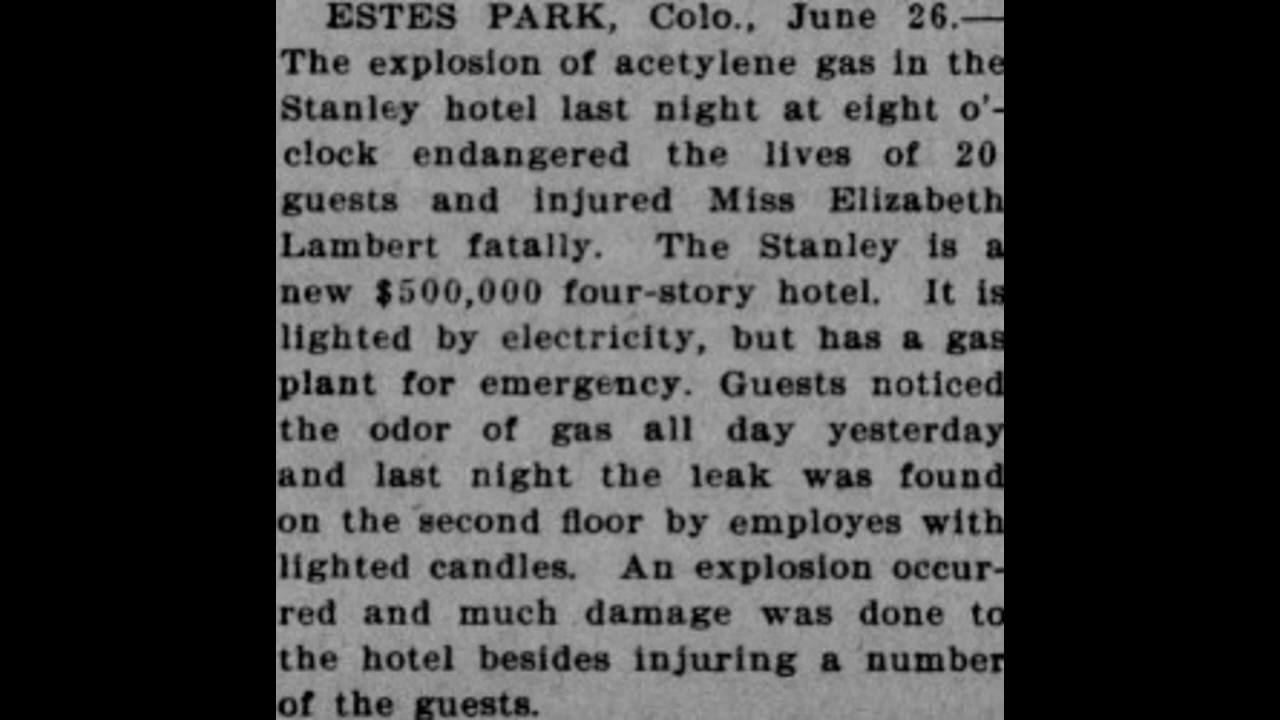 ESTES PARK, Colo., June 26.—
The explosion of acetylene gas in the
Stanley hotel last night at eight o'-
clock endangered the lives of 20
guests and injured Miss Elizabeth
Lambert fatally. The Stanley is a
new $500,000 four-story hotel. It is
lighted by electricity, but has a gas
plant for emergency. Guests noticed
the odor of gas all day yesterday
and last night the leak was found
on the second floor by employes with
lighted candles. An explosion occur-
red and much damage was done to
the hotel besides injuring a number
of the guests.